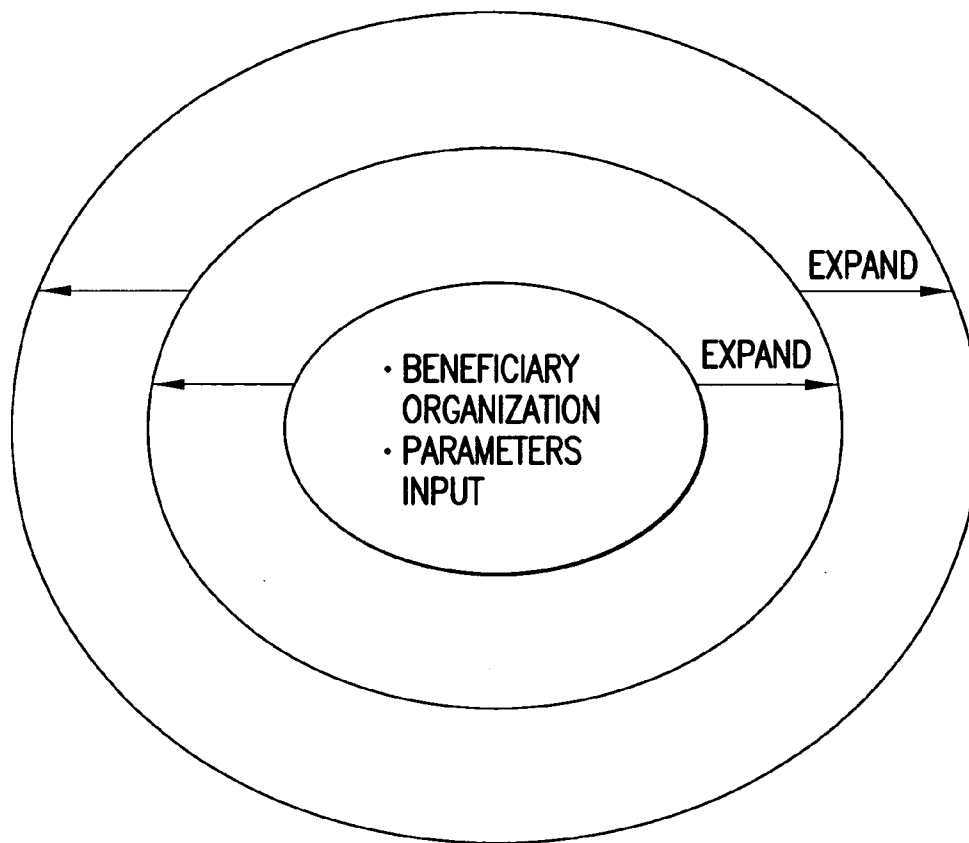 EXPAND
EXPAND
· BENEFICIARY
ORGANIZATION
· PARAMETERS
INPUT